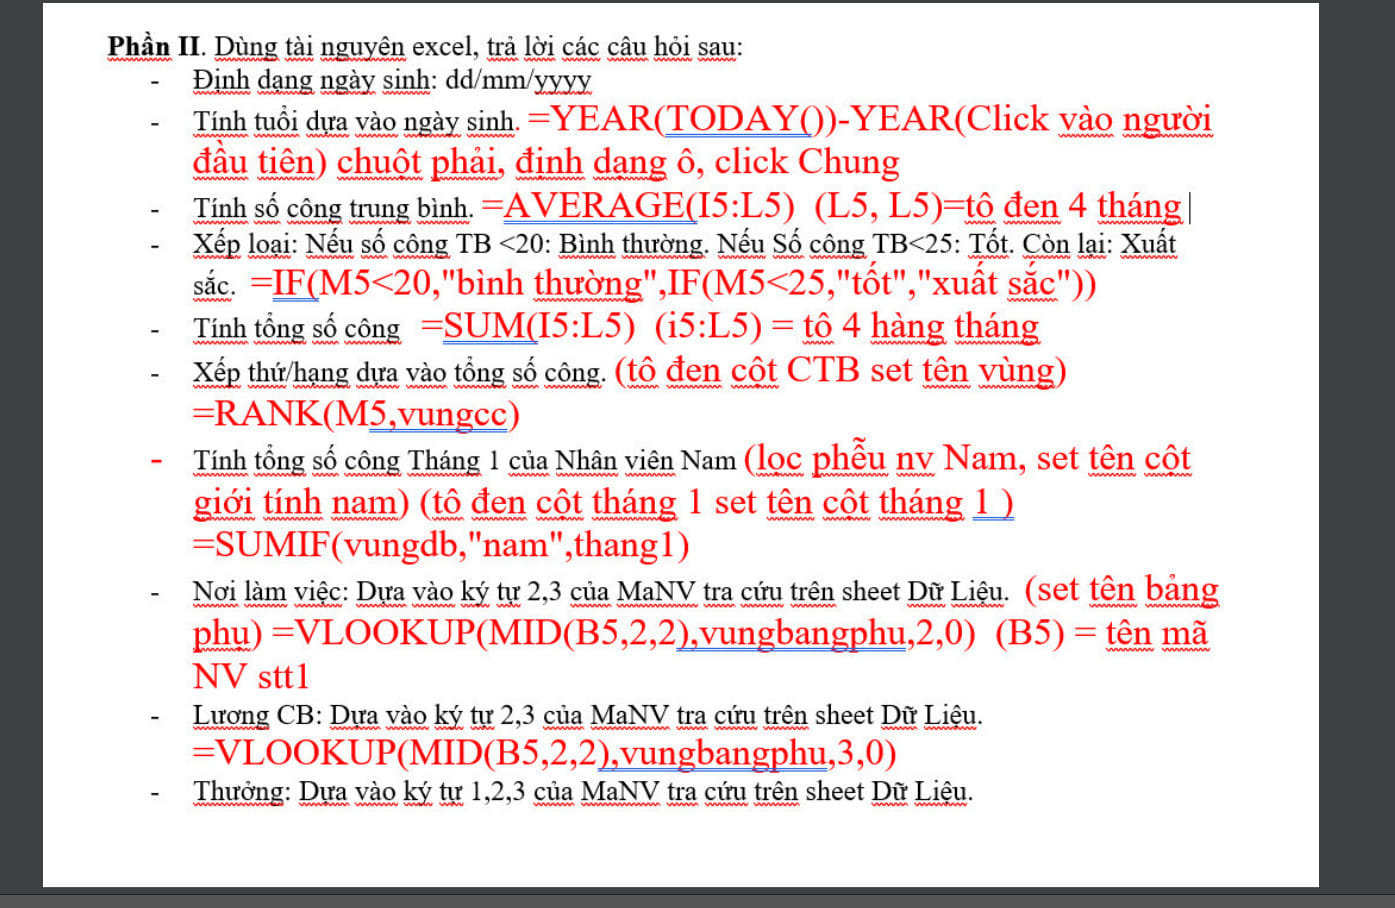 Phần II. Dùng tài nguyên excel, trả lời các câu hỏi sau:
- Định dạng ngày sinh: dd/mm/yyyy
- Tính tuổi dựa vào ngày sinh. =YEAR(TODAY())-YEAR(Click vào người
đầu tiên) chuột phải, định dạng ô, click Chung
- Tính số công trung bình. =AVERAGE(I5:L5) (L5, L5)=tô đen 4 tháng
- Xếp loại: Nếu số công TB <20: Bình thường. Nếu Số công TB<25: Tốt. Còn lại: Xuất
sắc. =IF(M5<20,"bình thường",IF(M5<25,"tốt","xuất sắc"))
- Tính tổng số công =SUM(I5:L5) (i5:L5) = tô 4 hàng tháng
- Xếp thứ/hạng dựa vào tổng số công. (tô đen cột CTB set tên vùng)
=RANK(M5,vungcc)
- Tính tổng số công Tháng 1 của Nhân viên Nam (lọc phễu nv Nam, set tên cột
giới tính nam) (tô đen cột tháng 1 set tên cột tháng 1 )
=SUMIF(vungdb,"nam",thang1)
- Nơi làm việc: Dựa vào ký tự 2,3 của MaNV tra cứu trên sheet Dữ Liệu. (set tên bảng
phụ) =VLOOKUP(MID(B5,2,2),vungbangphu,2,0) (B5) = tên mã
NV stt1
- Lương CB: Dựa vào ký tự 2,3 của MaNV tra cứu trên sheet Dữ Liệu.
=VLOOKUP(MID(B5,2,2),vungbangphu,3,0)
- Thưởng: Dựa vào ký tự 1,2,3 của MaNV tra cứu trên sheet Dữ Liệu.